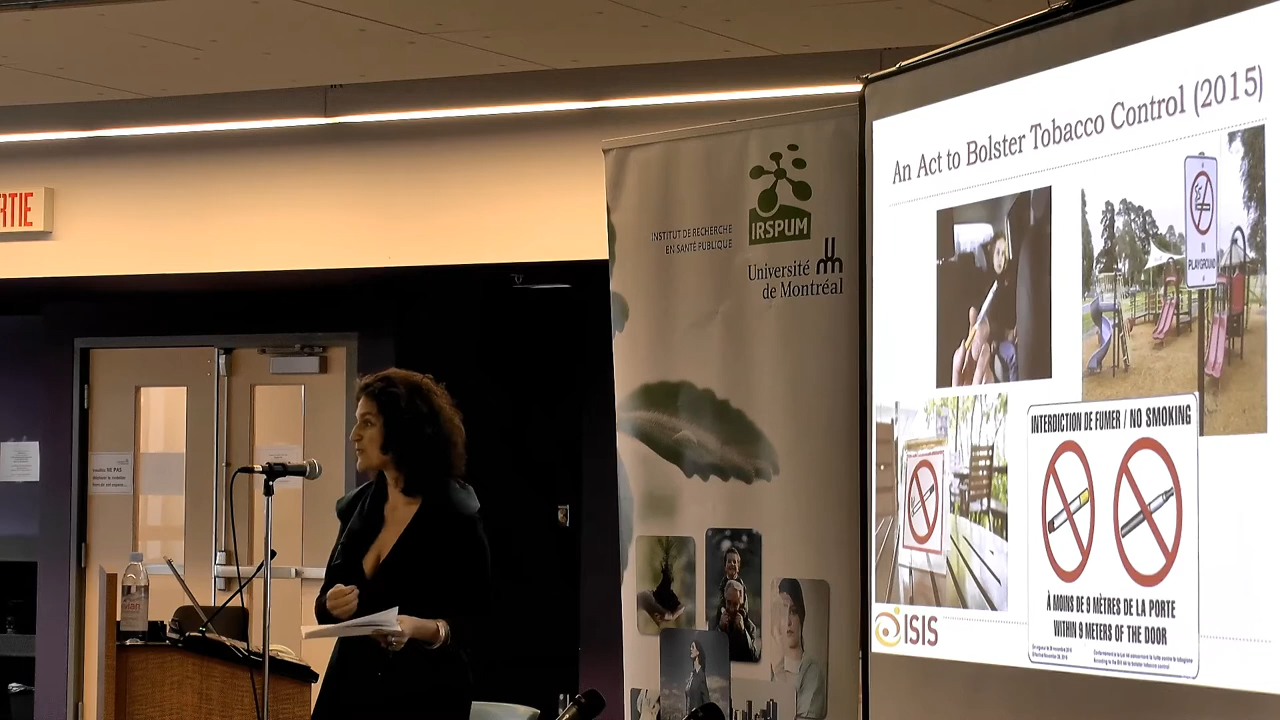 RTIE
INSTITUT DE RECHERCHE
EN SANTÉ PUBLIQUE
IRSPUM
Université
de Montréal
An Act to Bolster Tobacco Control (2015)
IN
PLAYGROUND
INTERDICTION DE FUMER / NO SMOKING
À MOINS DE 9 MÈTRES DE LA PORTE
WITHIN 9 METERS OF THE DOOR
ISIS
evian